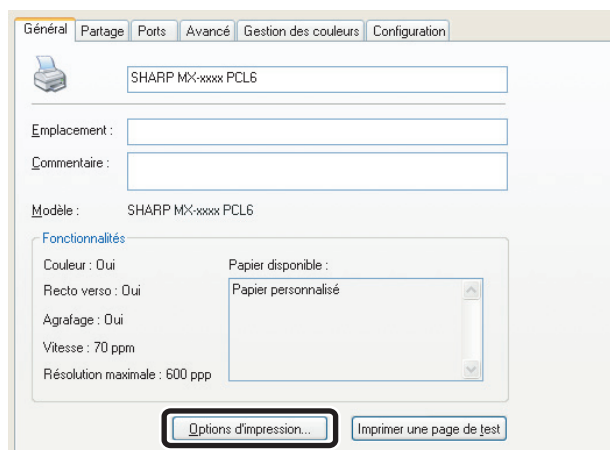 Général Partage Ports Avancé Gestion des couleurs Configuration
SHARP MX-xxxx PCL6
Emplacement :
Commentaire :
Modèle : SHARP MX-xxxx PCL6
Fonctionnalités
Couleur : Oui Papier disponible :
Recto verso : Oui Papier personnalisé
Agrafage : Oui
Vitesse : 70 ppm
Résolution maximale : 600 ppp
Options d'impression... Imprimer une page de test